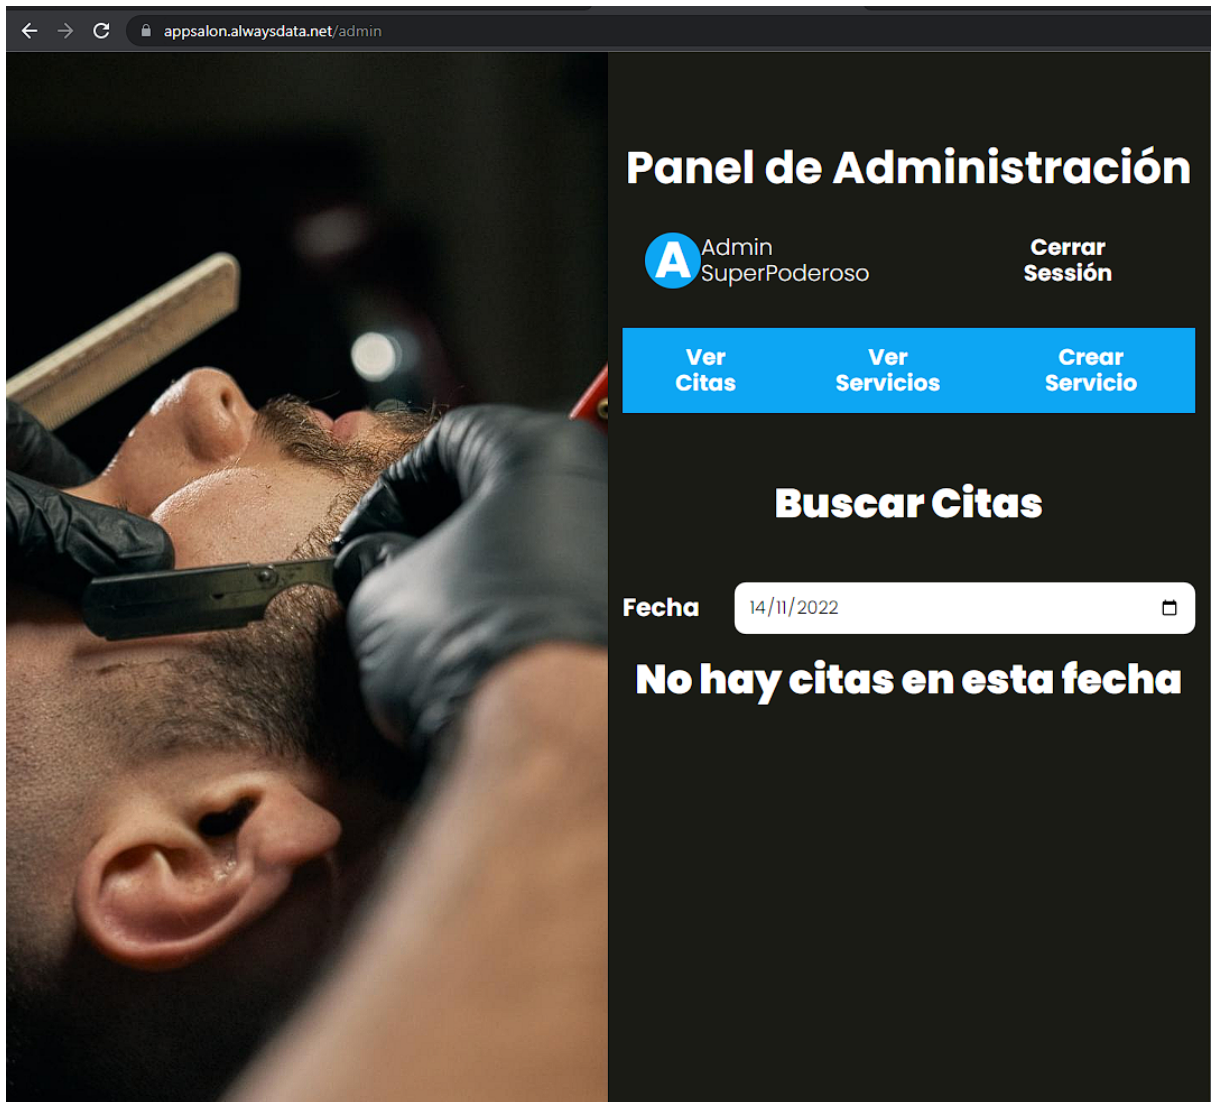 appsalon.alwaysdata.net/admin
Panel de Administración
A
Admin
SuperPoderoso
Cerrar
Sessión
Ver
Citas
Ver
Servicios
Crear
Servicio
Buscar Citas
Fecha
14/11/2022
No hay citas en esta fecha